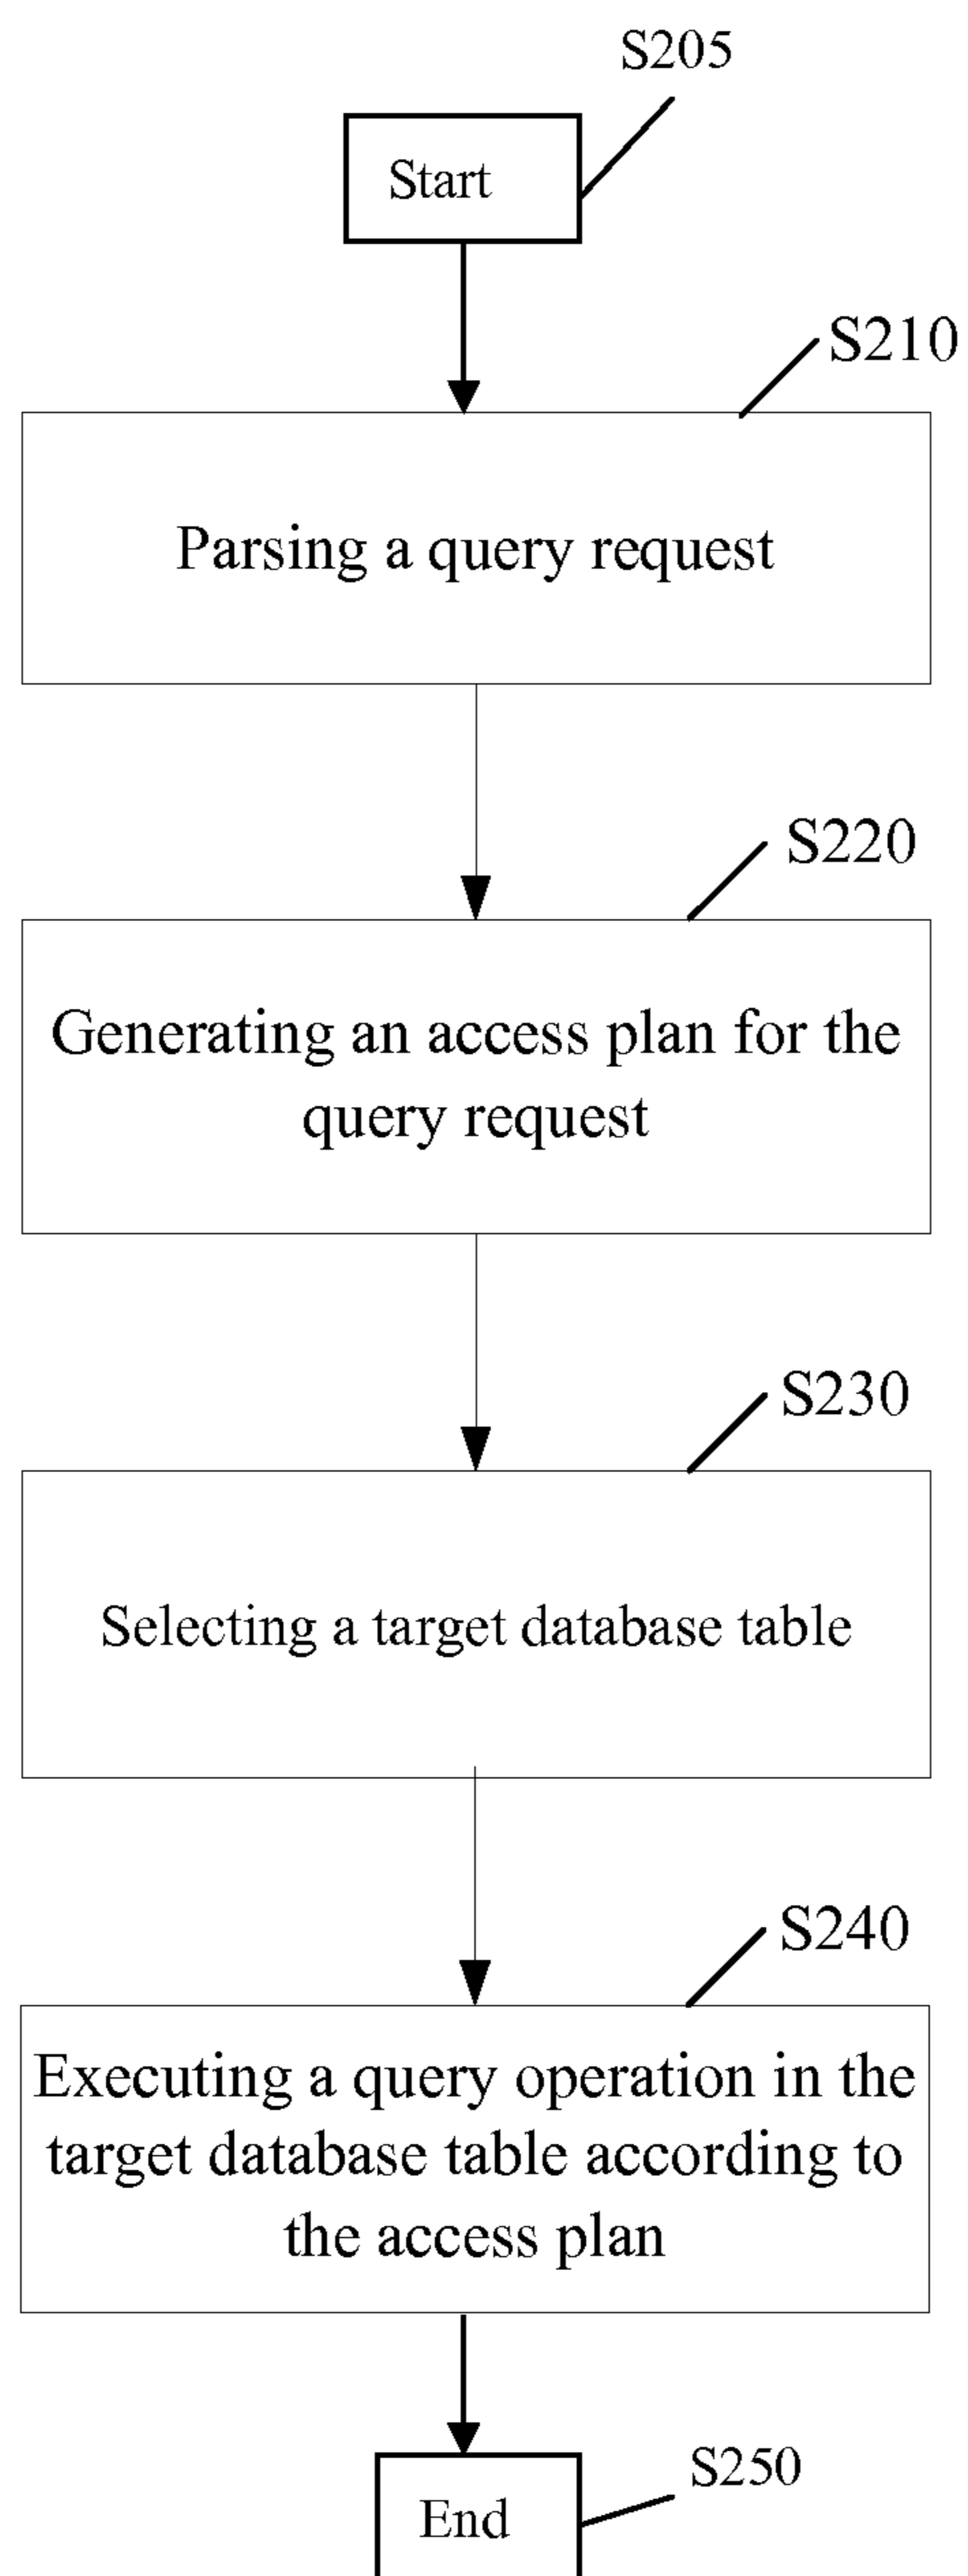 S205
Start
S210
Parsing a query request
S220
Generating an access plan for the
query request
S230
Selecting a target database table
S240
Executing a query operation in the
target database table according to
the access plan
S250
End